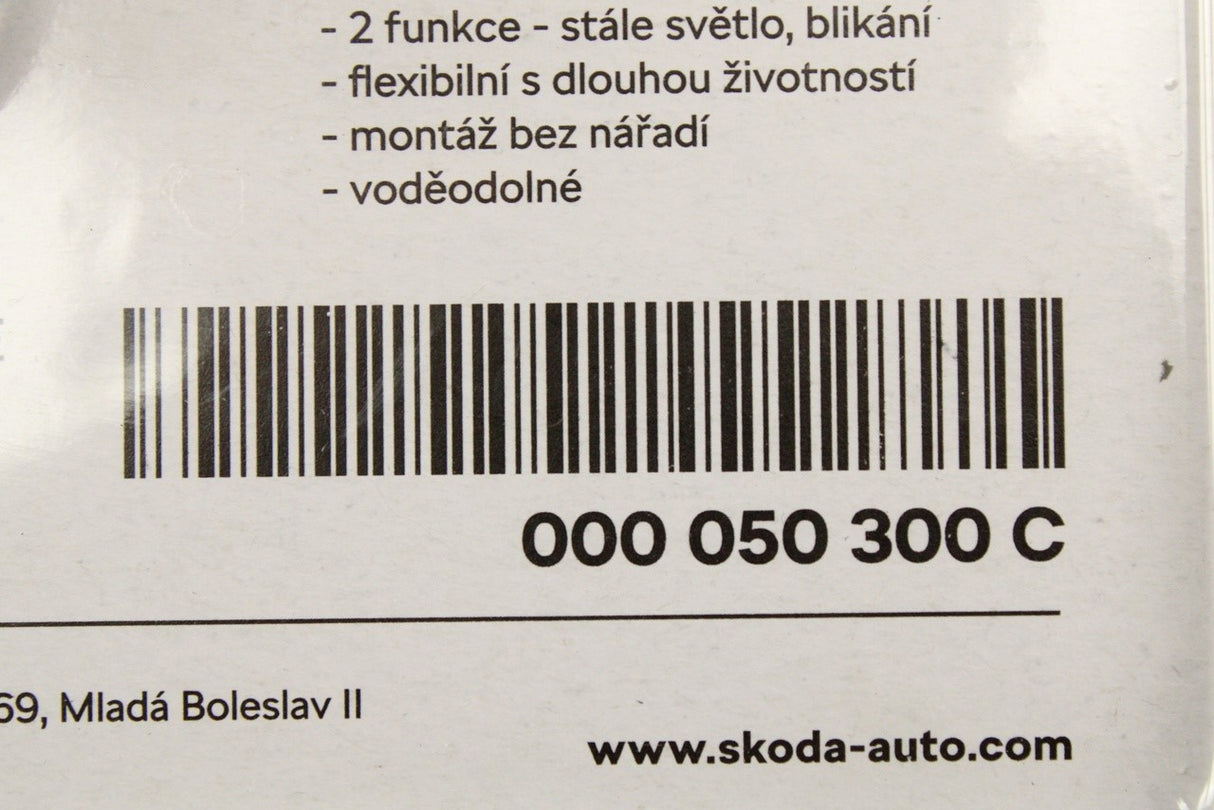 - 2 funkce - stále světlo, blikání
- flexibilní s dlouhou životností
- montáž bez nářadí
- voděodolné
000 050 300 C
69, Mladá Boleslav II
www.skoda-auto.com